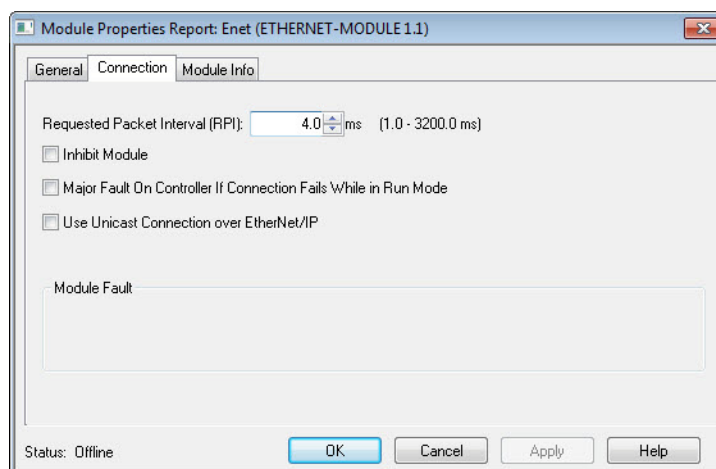 Module Properties Report: Enet (ETHERNET-MODULE 1.1)
General Connection Module Info
Requested Packet Interval (RPI): 4.0 ms (1.0 - 3200.0 ms)
Inhibit Module
Major Fault On Controller If Connection Fails While in Run Mode
Use Unicast Connection over EtherNet/IP
Module Fault
Status: Offline OK Cancel Apply Help